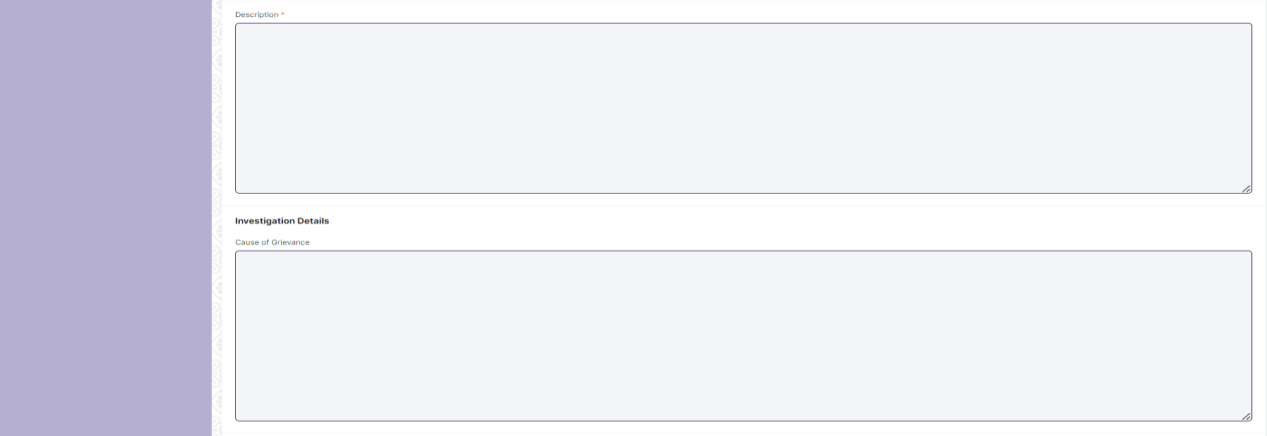 Description *
Investigation Details
Cause of Grievance